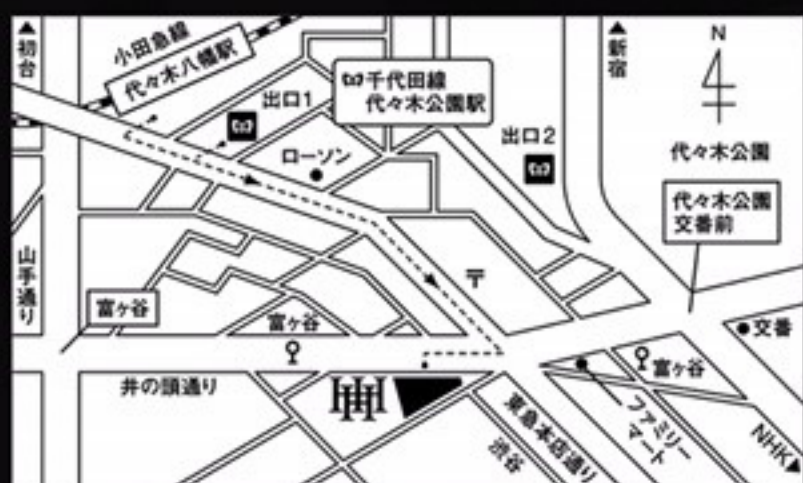 初台
小田急線
代々木八幡駅
出口1
千代田線
代々木公園駅
新宿
N
出口2
代々木公園
ローソン
代々木公園
交番前
山手通り
〒
富ヶ谷
富ヶ谷
交番
富ヶ谷
井の頭通り
HHH
東急本店通り
渋谷
ファミリー
マート
NHK